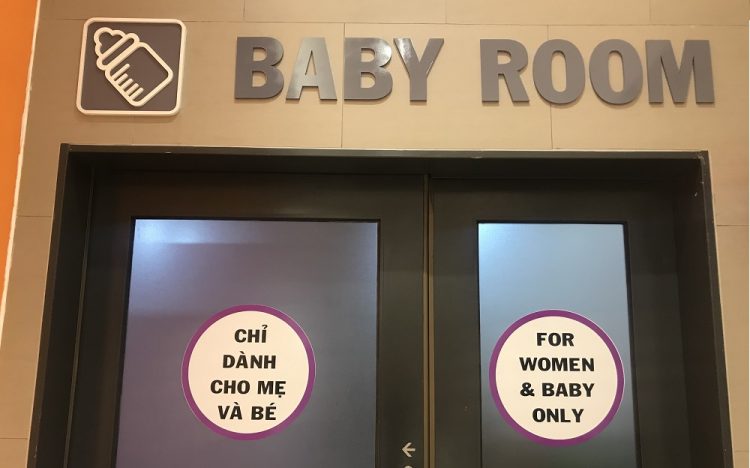 BABY ROOM
CHỈ
DÀNH
CHO MẸ
VÀ BÉ
FOR
WOMEN
& BABY
ONLY